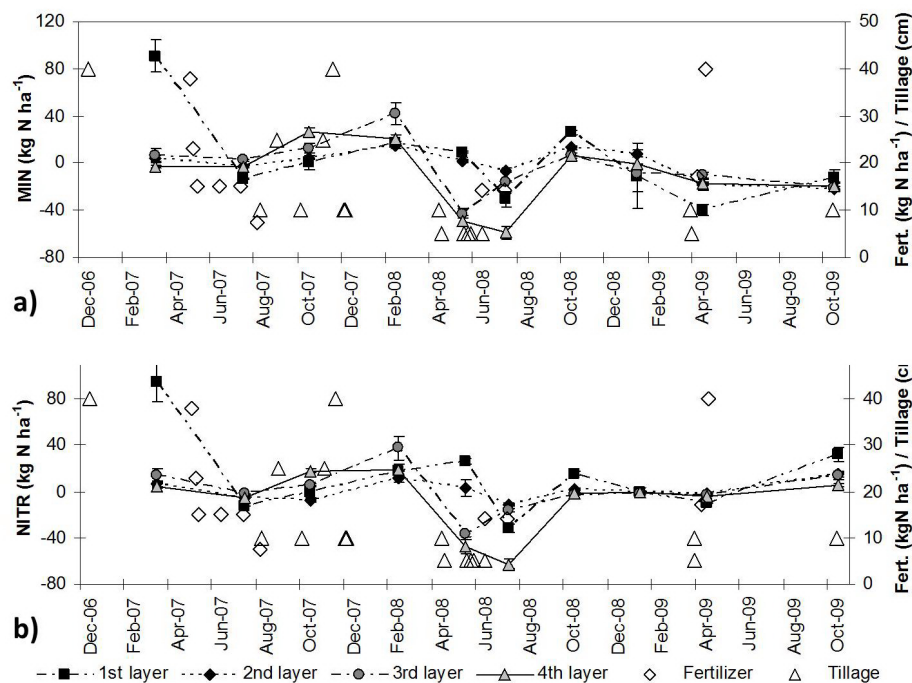 a)
120
80
40
0
-40
-80
MIN (kg N ha-1)
50
40
30
20
10
0
Fert. (kg N ha-1) / Tillage (cm)
Dec-06 Feb-07 Apr-07 Jun-07 Aug-07 Oct-07 Dec-07 Feb-08 Apr-08 Jun-08 Aug-08 Oct-08 Dec-08 Feb-09 Apr-09 Jun-09 Aug-09 Oct-09
b)
80
40
0
-40
-80
NITR (kg N ha-1)
40
30
20
10
0
Fert. (kgN ha-1) / Tillage (c
Dec-06 Feb-07 Apr-07 Jun-07 Aug-07 Oct-07 Dec-07 Feb-08 Apr-08 Jun-08 Aug-08 Oct-08 Dec-08 Feb-09 Apr-09 Jun-09 Aug-09 Oct-09
1st layer 2nd layer 3rd layer 4th layer Fertilizer Tillage